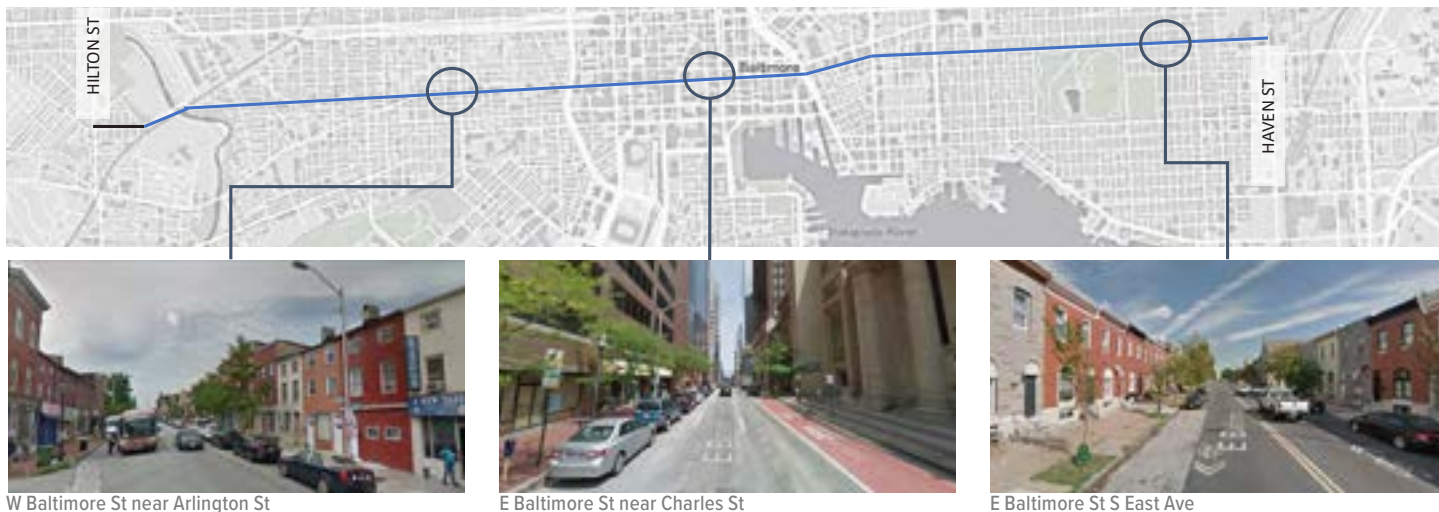 HILTON ST
Baltimore
HAVEN ST
W Baltimore St near Arlington St
E Baltimore St near Charles St
E Baltimore St S East Ave